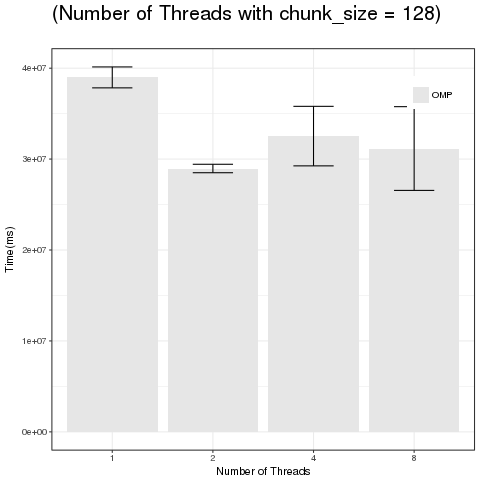 (Number of Threads with chunk_size = 128)
4e+07
OMP
3e+07
Time(ms)
2e+07
1e+07
0e+00
1 2 4 8
Number of Threads